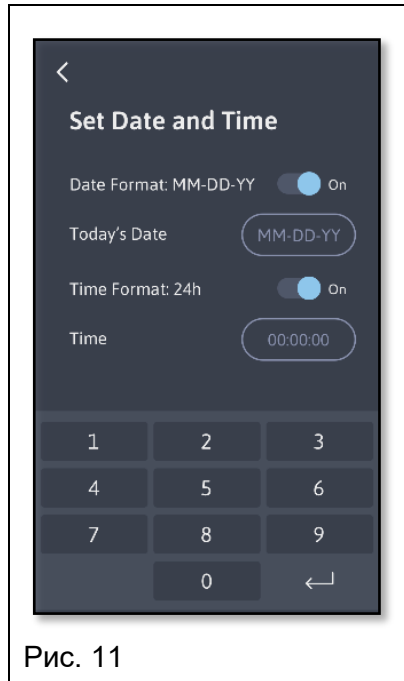 Set Date and Time
Date Format: MM-DD-YY On
Today's Date MM-DD-YY
Time Format: 24h On
Time 00:00:00
1 2 3
4 5 6
7 8 9
0
Рис. 11